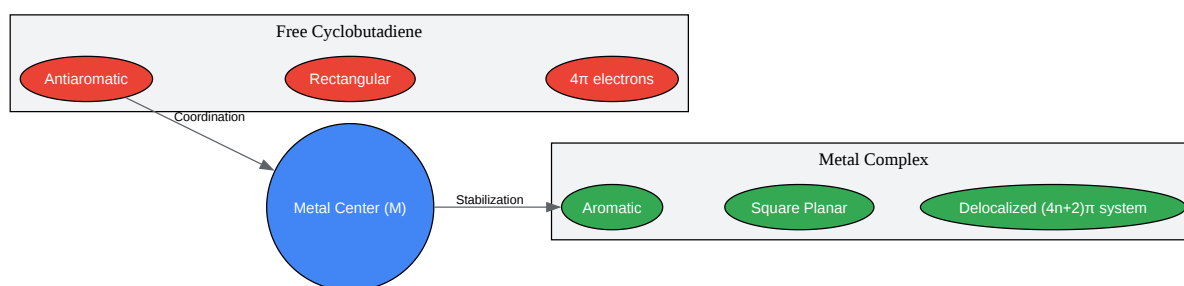 Free Cyclobutadiene
Antiaromatic
Rectangular
4π electrons
Coordination
Metal Center (M)
Stabilization
Metal Complex
Aromatic
Square Planar
Delocalized (4n+2)π system